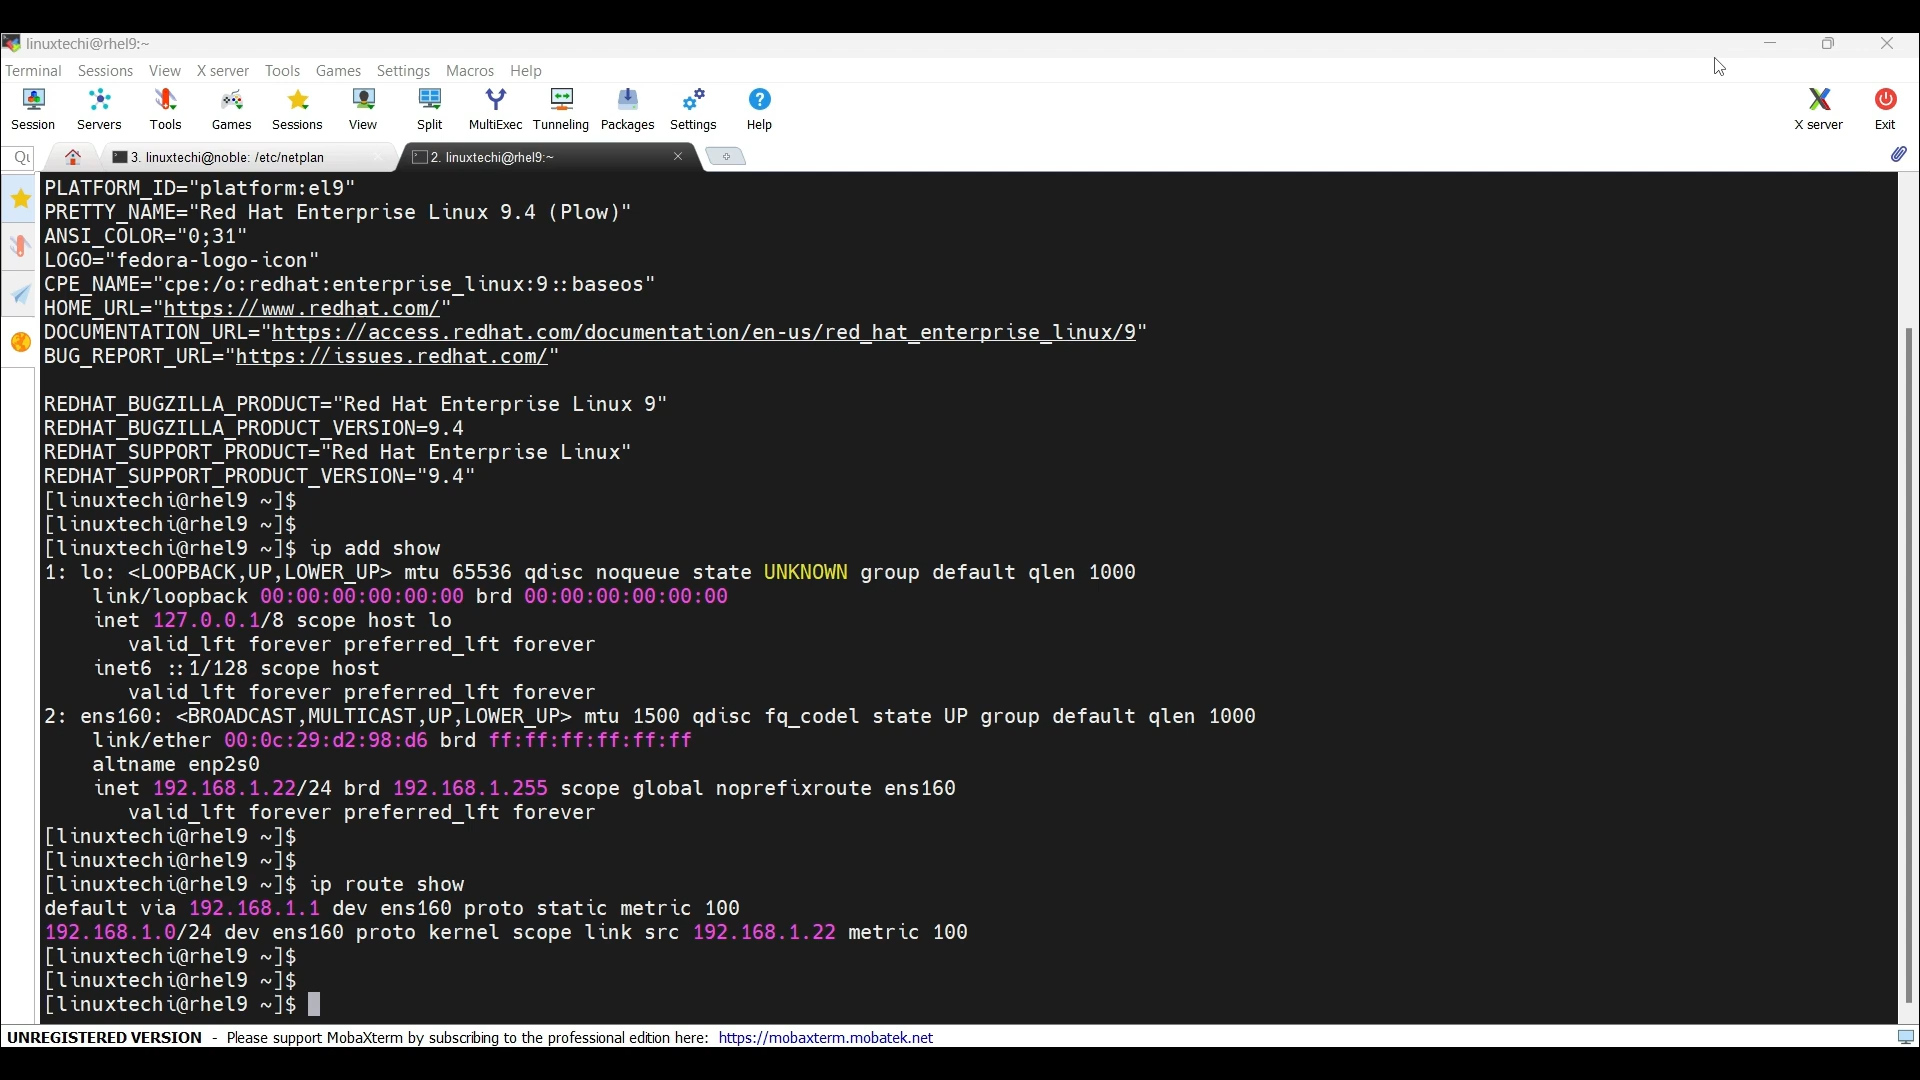 linuxtechi@rhel9:~
Terminal Sessions View X server Tools Games Settings Macros Help
Session Servers Tools Games Sessions View Split MultiExec Tunneling Packages Settings Help X server Exit
Qu 3. linuxtechi@noble: /etc/netplan 2. linuxtechi@rhel9:~
PLATFORM_ID="platform:el9"
PRETTY_NAME="Red Hat Enterprise Linux 9.4 (Plow)"
ANSI_COLOR="0;31"
LOGO="fedora-logo-icon"
CPE_NAME="cpe:/o:redhat:enterprise_linux:9::baseos"
HOME_URL="https://www.redhat.com/"
DOCUMENTATION_URL="https://access.redhat.com/documentation/en-us/red_hat_enterprise_linux/9"
BUG_REPORT_URL="https://issues.redhat.com/"
REDHAT_BUGZILLA_PRODUCT="Red Hat Enterprise Linux 9"
REDHAT_BUGZILLA_PRODUCT_VERSION=9.4
REDHAT_SUPPORT_PRODUCT="Red Hat Enterprise Linux"
REDHAT_SUPPORT_PRODUCT_VERSION="9.4"
[linuxtechi@rhel9 ~]$
[linuxtechi@rhel9 ~]$
[linuxtechi@rhel9 ~]$ ip add show
1: lo: <LOOPBACK,UP,LOWER_UP> mtu 65536 qdisc noqueue state UNKNOWN group default qlen 1000
link/loopback 00:00:00:00:00:00 brd 00:00:00:00:00:00
inet 127.0.0.1/8 scope host lo
valid_lft forever preferred_lft forever
inet6 ::1/128 scope host
valid_lft forever preferred_lft forever
2: ens160: <BROADCAST,MULTICAST,UP,LOWER_UP> mtu 1500 qdisc fq_codel state UP group default qlen 1000
link/ether 00:0c:29:d2:98:d6 brd ff:ff:ff:ff:ff:ff
altname enp2s0
inet 192.168.1.22/24 brd 192.168.1.255 scope global noprefixroute ens160
valid_lft forever preferred_lft forever
[linuxtechi@rhel9 ~]$
[linuxtechi@rhel9 ~]$
[linuxtechi@rhel9 ~]$ ip route show
default via 192.168.1.1 dev ens160 proto static metric 100
192.168.1.0/24 dev ens160 proto kernel scope link src 192.168.1.22 metric 100
[linuxtechi@rhel9 ~]$
[linuxtechi@rhel9 ~]$
[linuxtechi@rhel9 ~]$
UNREGISTERED VERSION - Please support MobaXterm by subscribing to the professional edition here: https://mobaxterm.mobatek.net